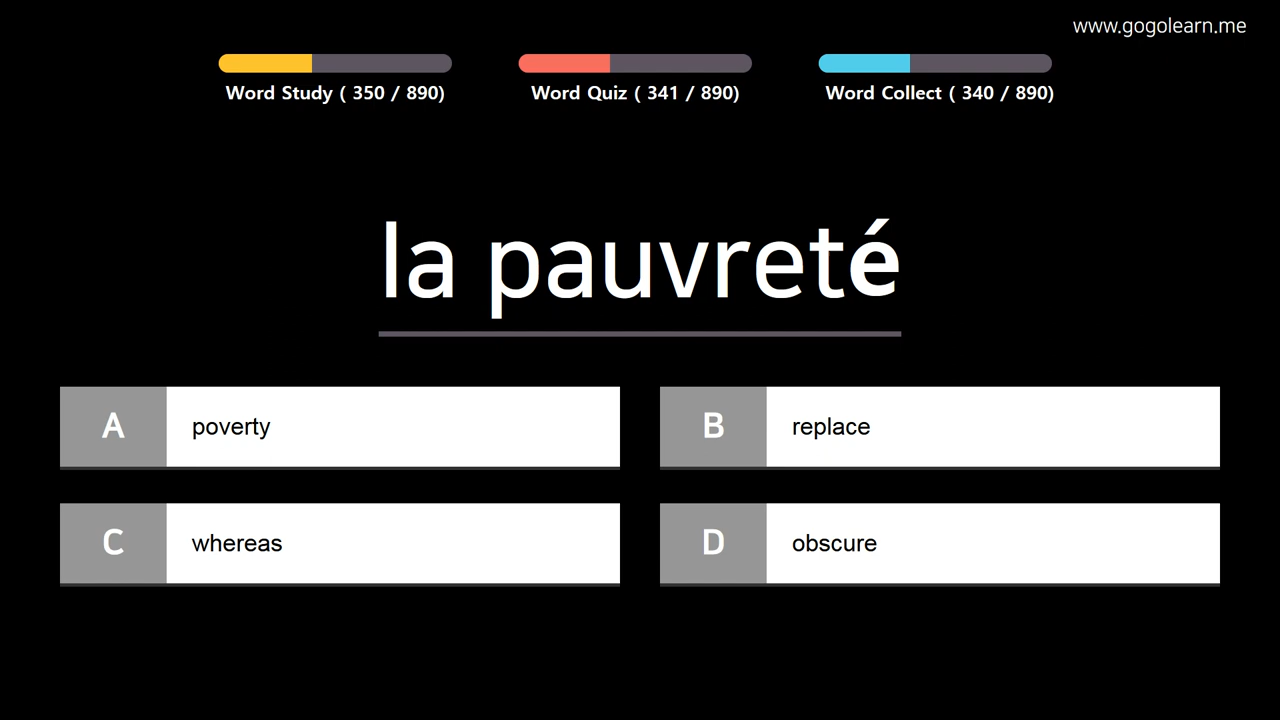 www.gogolearn.me
Word Study ( 350 / 890)
Word Quiz ( 341 / 890)
Word Collect ( 340 / 890)
la pauvreté
A poverty
B replace
C whereas
D obscure